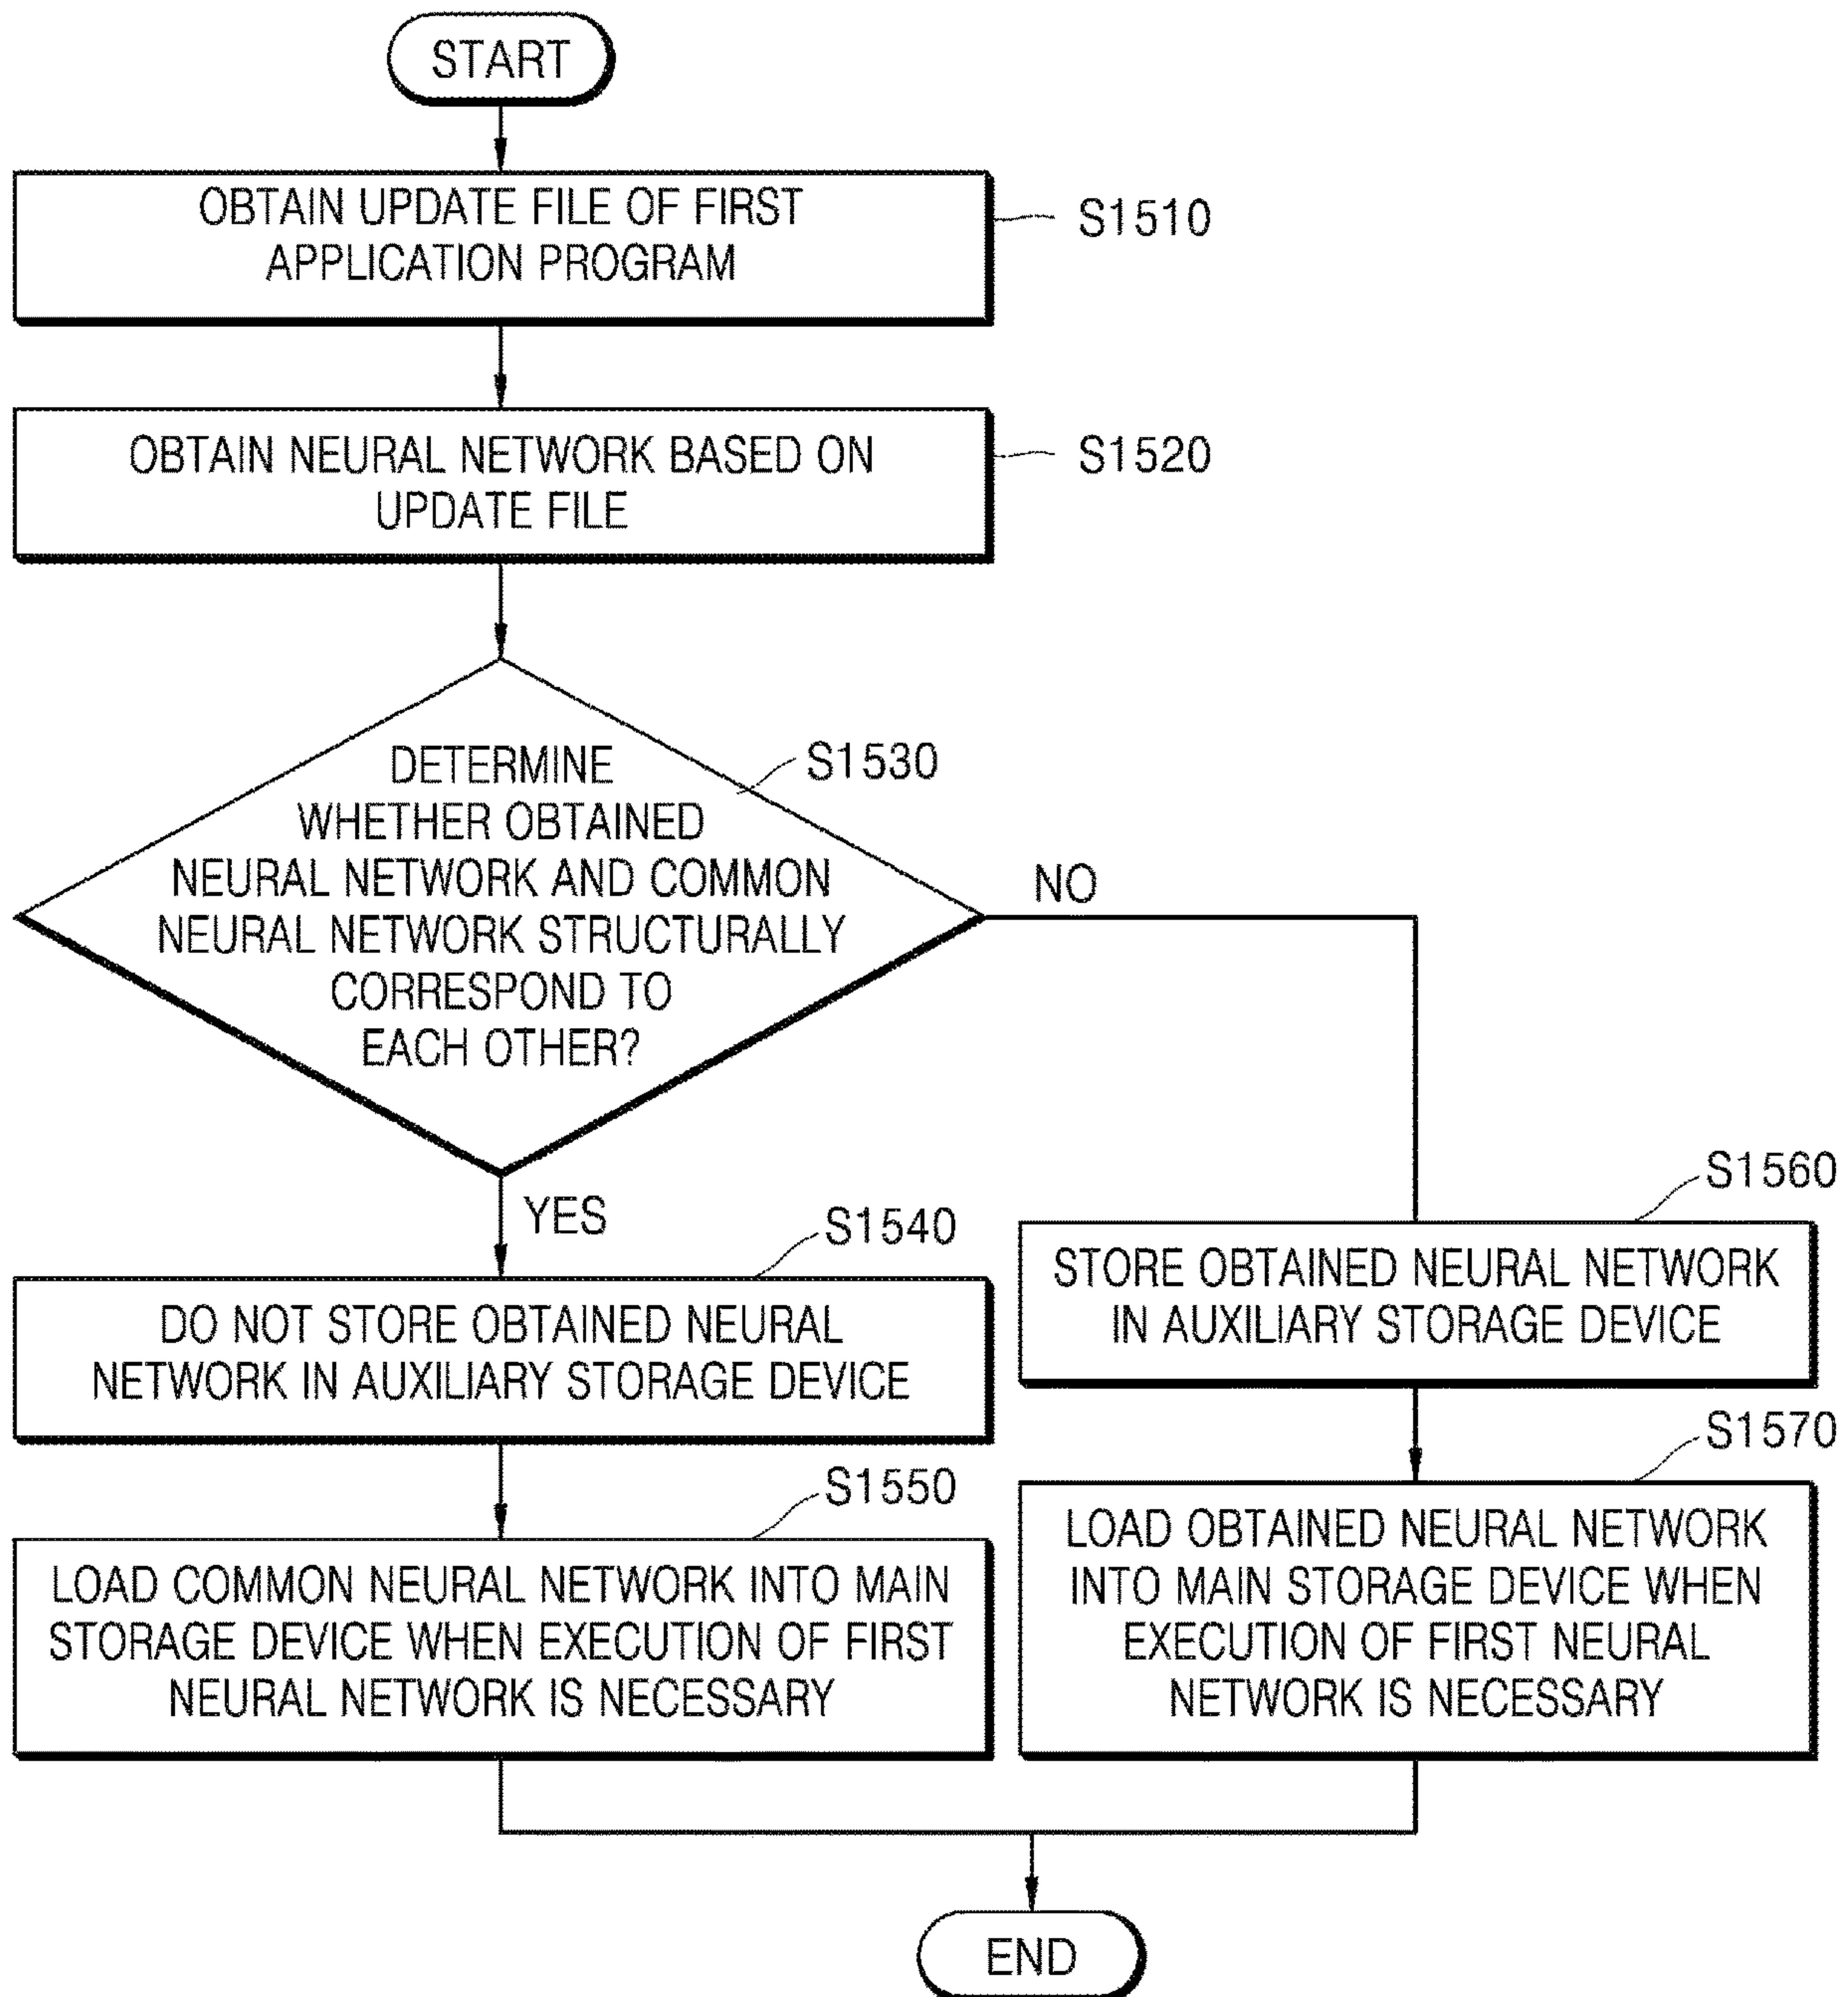 START
OBTAIN UPDATE FILE OF FIRST
APPLICATION PROGRAM
S1510
OBTAIN NEURAL NETWORK BASED ON
UPDATE FILE
S1520
DETERMINE
WHETHER OBTAINED
NEURAL NETWORK AND COMMON
NEURAL NETWORK STRUCTURALLY
CORRESPOND TO
EACH OTHER?
S1530
NO
YES
S1540
DO NOT STORE OBTAINED NEURAL
NETWORK IN AUXILIARY STORAGE DEVICE
S1550
LOAD COMMON NEURAL NETWORK INTO MAIN
STORAGE DEVICE WHEN EXECUTION OF FIRST
NEURAL NETWORK IS NECESSARY
S1560
STORE OBTAINED NEURAL NETWORK
IN AUXILIARY STORAGE DEVICE
S1570
LOAD OBTAINED NEURAL NETWORK
INTO MAIN STORAGE DEVICE WHEN
EXECUTION OF FIRST NEURAL
NETWORK IS NECESSARY
END